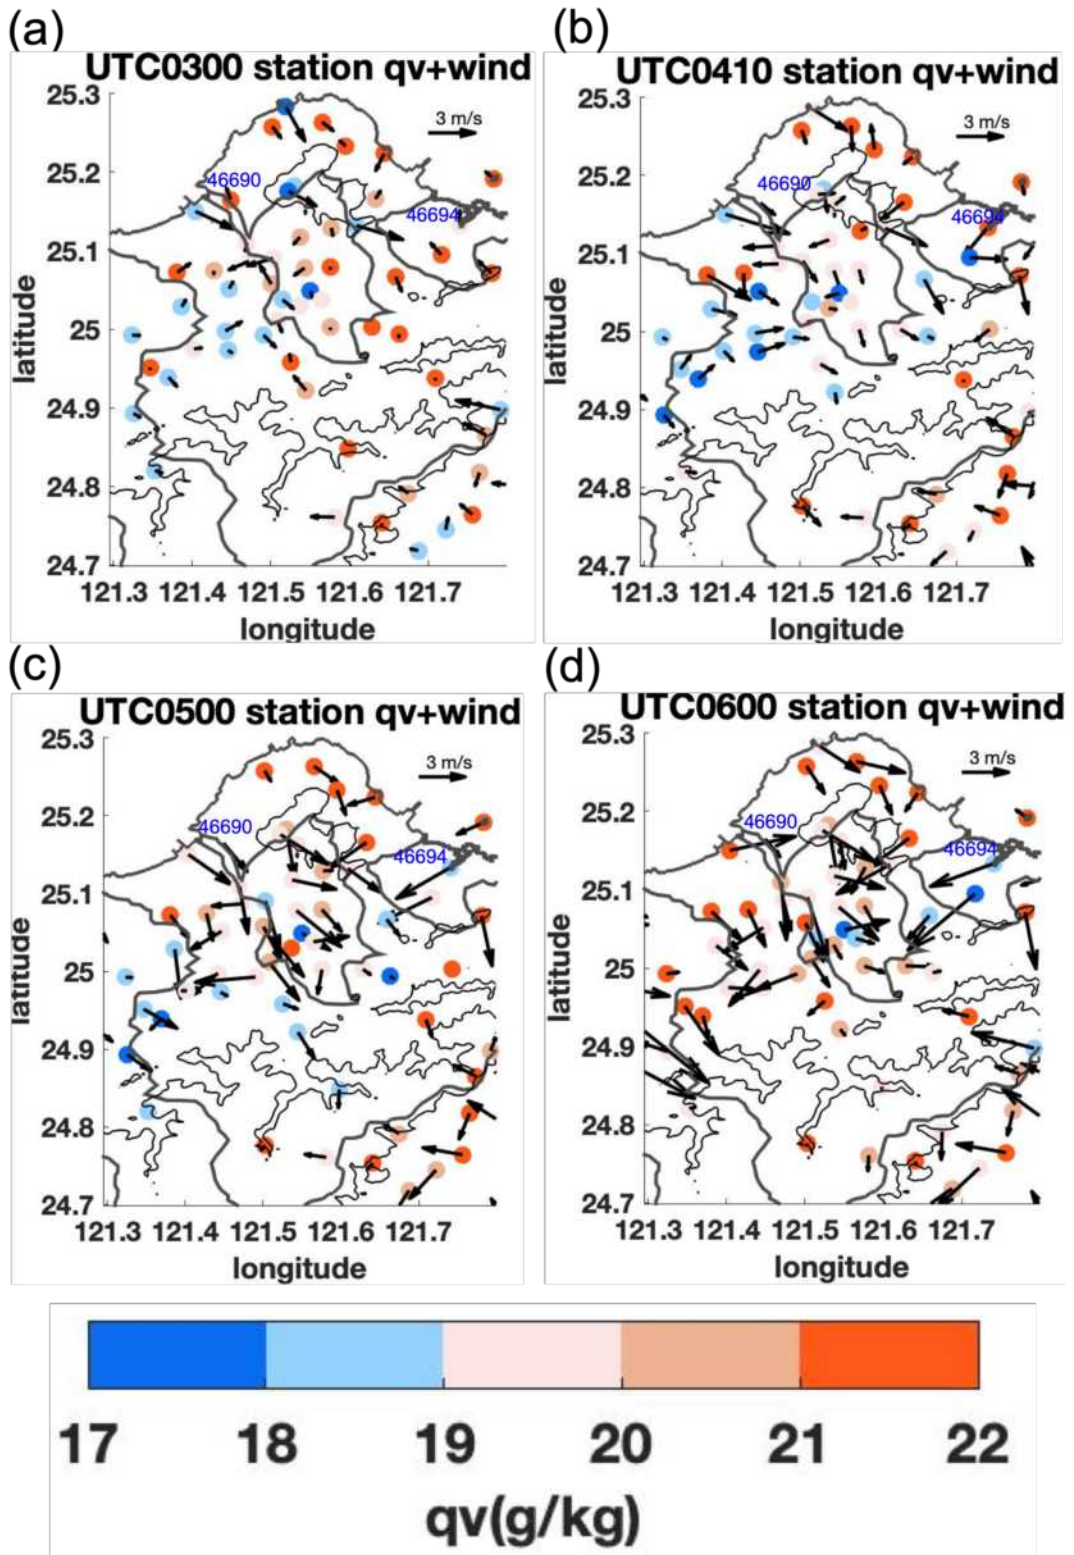 (a)
UTC0300 station qv+wind
25.3
25.2
25.1
25
24.9
24.8
24.7
latitude
3 m/s
46690
46694
121.3 121.4 121.5 121.6 121.7
longitude
(b)
UTC0410 station qv+wind
25.3
25.2
25.1
25
24.9
24.8
24.7
latitude
3 m/s
46690
46694
121.3 121.4 121.5 121.6 121.7
longitude
(c)
UTC0500 station qv+wind
25.3
25.2
25.1
25
24.9
24.8
24.7
latitude
3 m/s
46690
46694
121.3 121.4 121.5 121.6 121.7
longitude
(d)
UTC0600 station qv+wind
25.3
25.2
25.1
25
24.9
24.8
24.7
latitude
3 m/s
46690
46694
121.3 121.4 121.5 121.6 121.7
longitude
17 18 19 20 21 22
qv(g/kg)